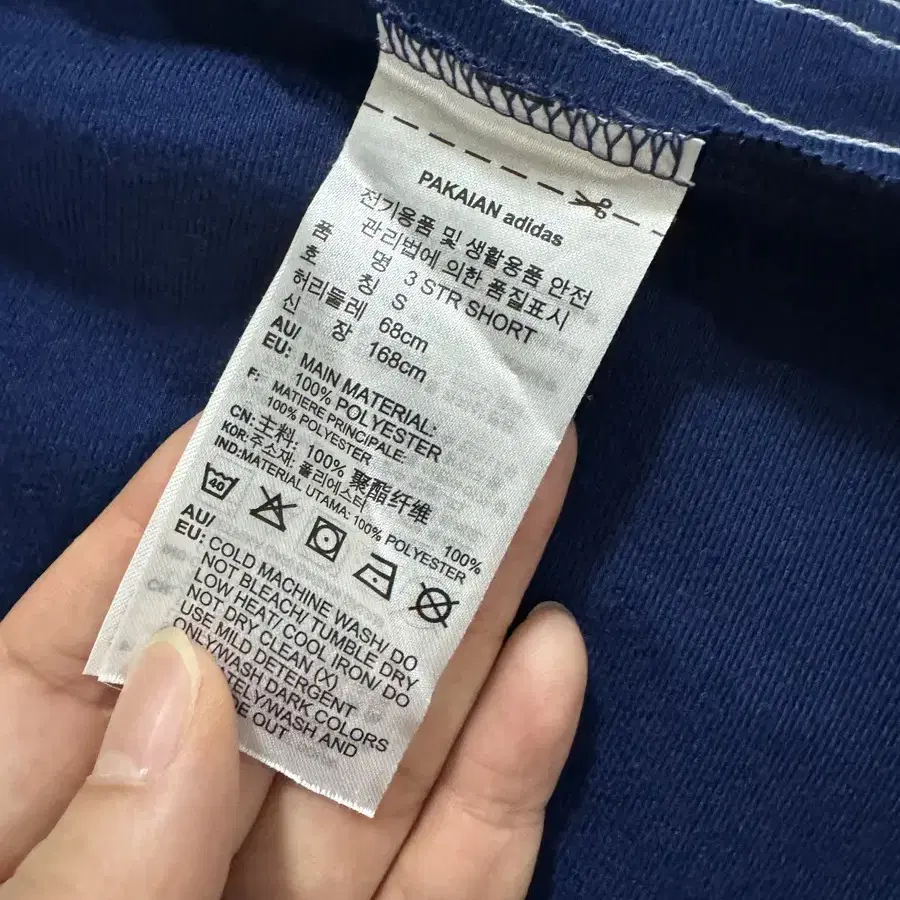 PAKAIAN adidas
전기용품 및 생활용품 안전
관리법에 의한 품질표시
품 명 3 STR SHORT
호 칭 S
허리둘레 68cm
신 장 168cm
AU/
EU: MAIN MATERIAL:
100% POLYESTER
F: MATIERE PRINCIPALE:
100% POLYESTER
CN: 主料, 100% 聚酯纤维
KOR: 주소재, 폴리에스터 100%
IND:MATERIAL UTAMA: 100% POLYESTER
40
AU/
EU: COLD MACHINE WASH/ DO
NOT BLEACH/ TUMBLE DRY
LOW HEAT/ COOL IRON/ DO
NOT DRY CLEAN (X)
USE MILD DETERGENT
ONLY/WASH DARK COLORS
WASH AND
OUT